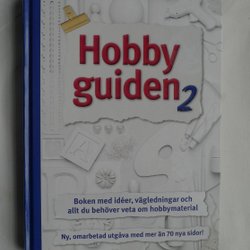 Hobby
guiden
2
Boken med idéer, vägledningar och
allt du behöver veta om hobbymaterial
Ny, omarbetad utgåva med mer än 70 nya sidor!